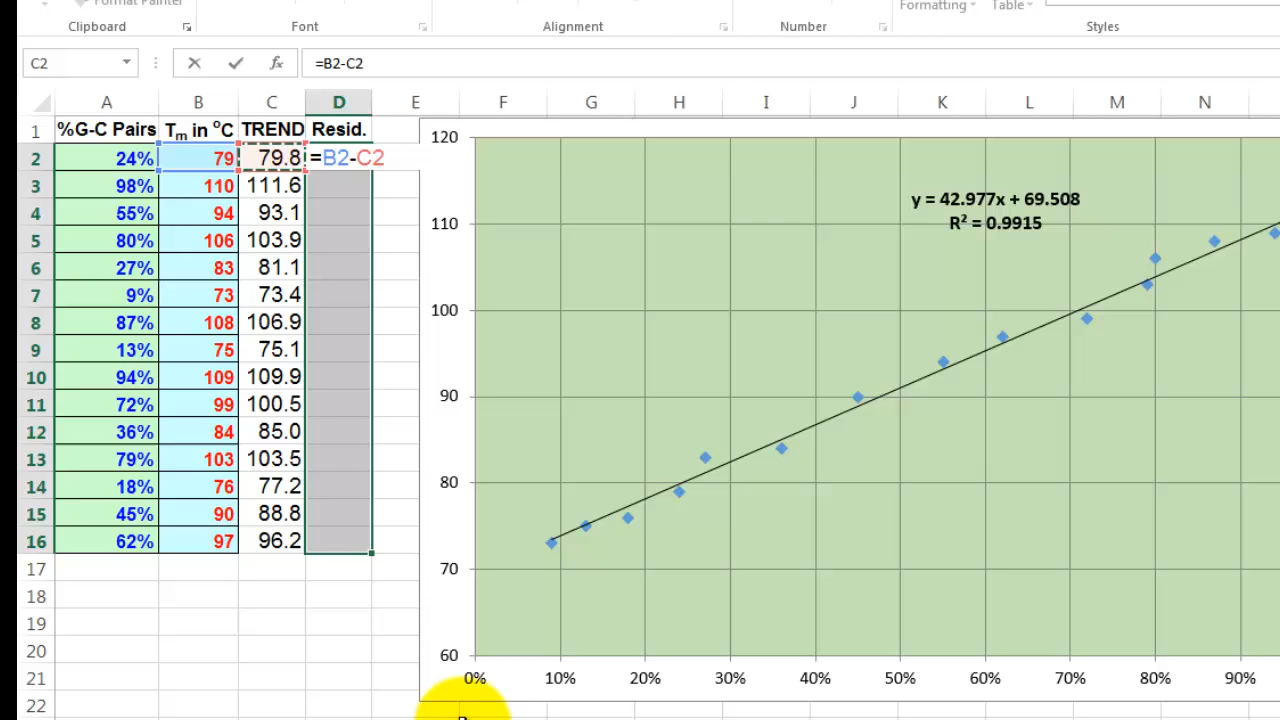 Format Painter
Formatting Table
Clipboard Font Alignment Number Styles
C2 fx =B2-C2
A B C D E F G H I J K L M N
1 %G-C Pairs Tm in oC TREND Resid.
2 24% 79 79.8 =B2-C2
3 98% 110 111.6
4 55% 94 93.1
5 80% 106 103.9
6 27% 83 81.1
7 9% 73 73.4
8 87% 108 106.9
9 13% 75 75.1
10 94% 109 109.9
11 72% 99 100.5
12 36% 84 85.0
13 79% 103 103.5
14 18% 76 77.2
15 45% 90 88.8
16 62% 97 96.2
17
18
19
20
21
22
120
110
100
90
80
70
60
y = 42.977x + 69.508
R² = 0.9915
0% 10% 20% 30% 40% 50% 60% 70% 80% 90%